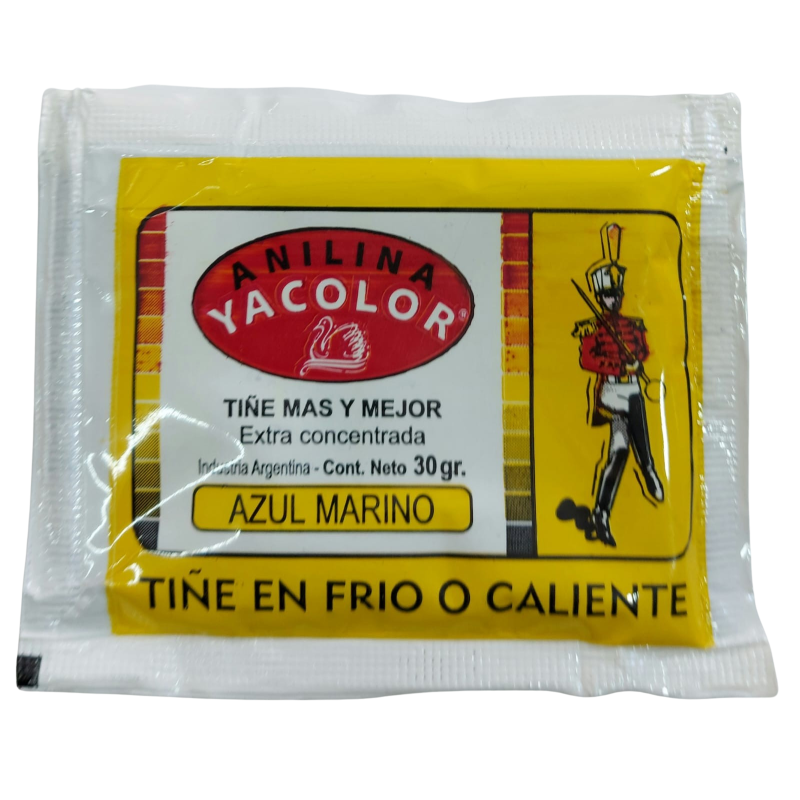 ANILINA
YACOLOR®
TIÑE MAS Y MEJOR
Extra concentrada
Industria Argentina - Cont. Neto 30 gr.
AZUL MARINO
TIÑE EN FRIO O CALIENTE